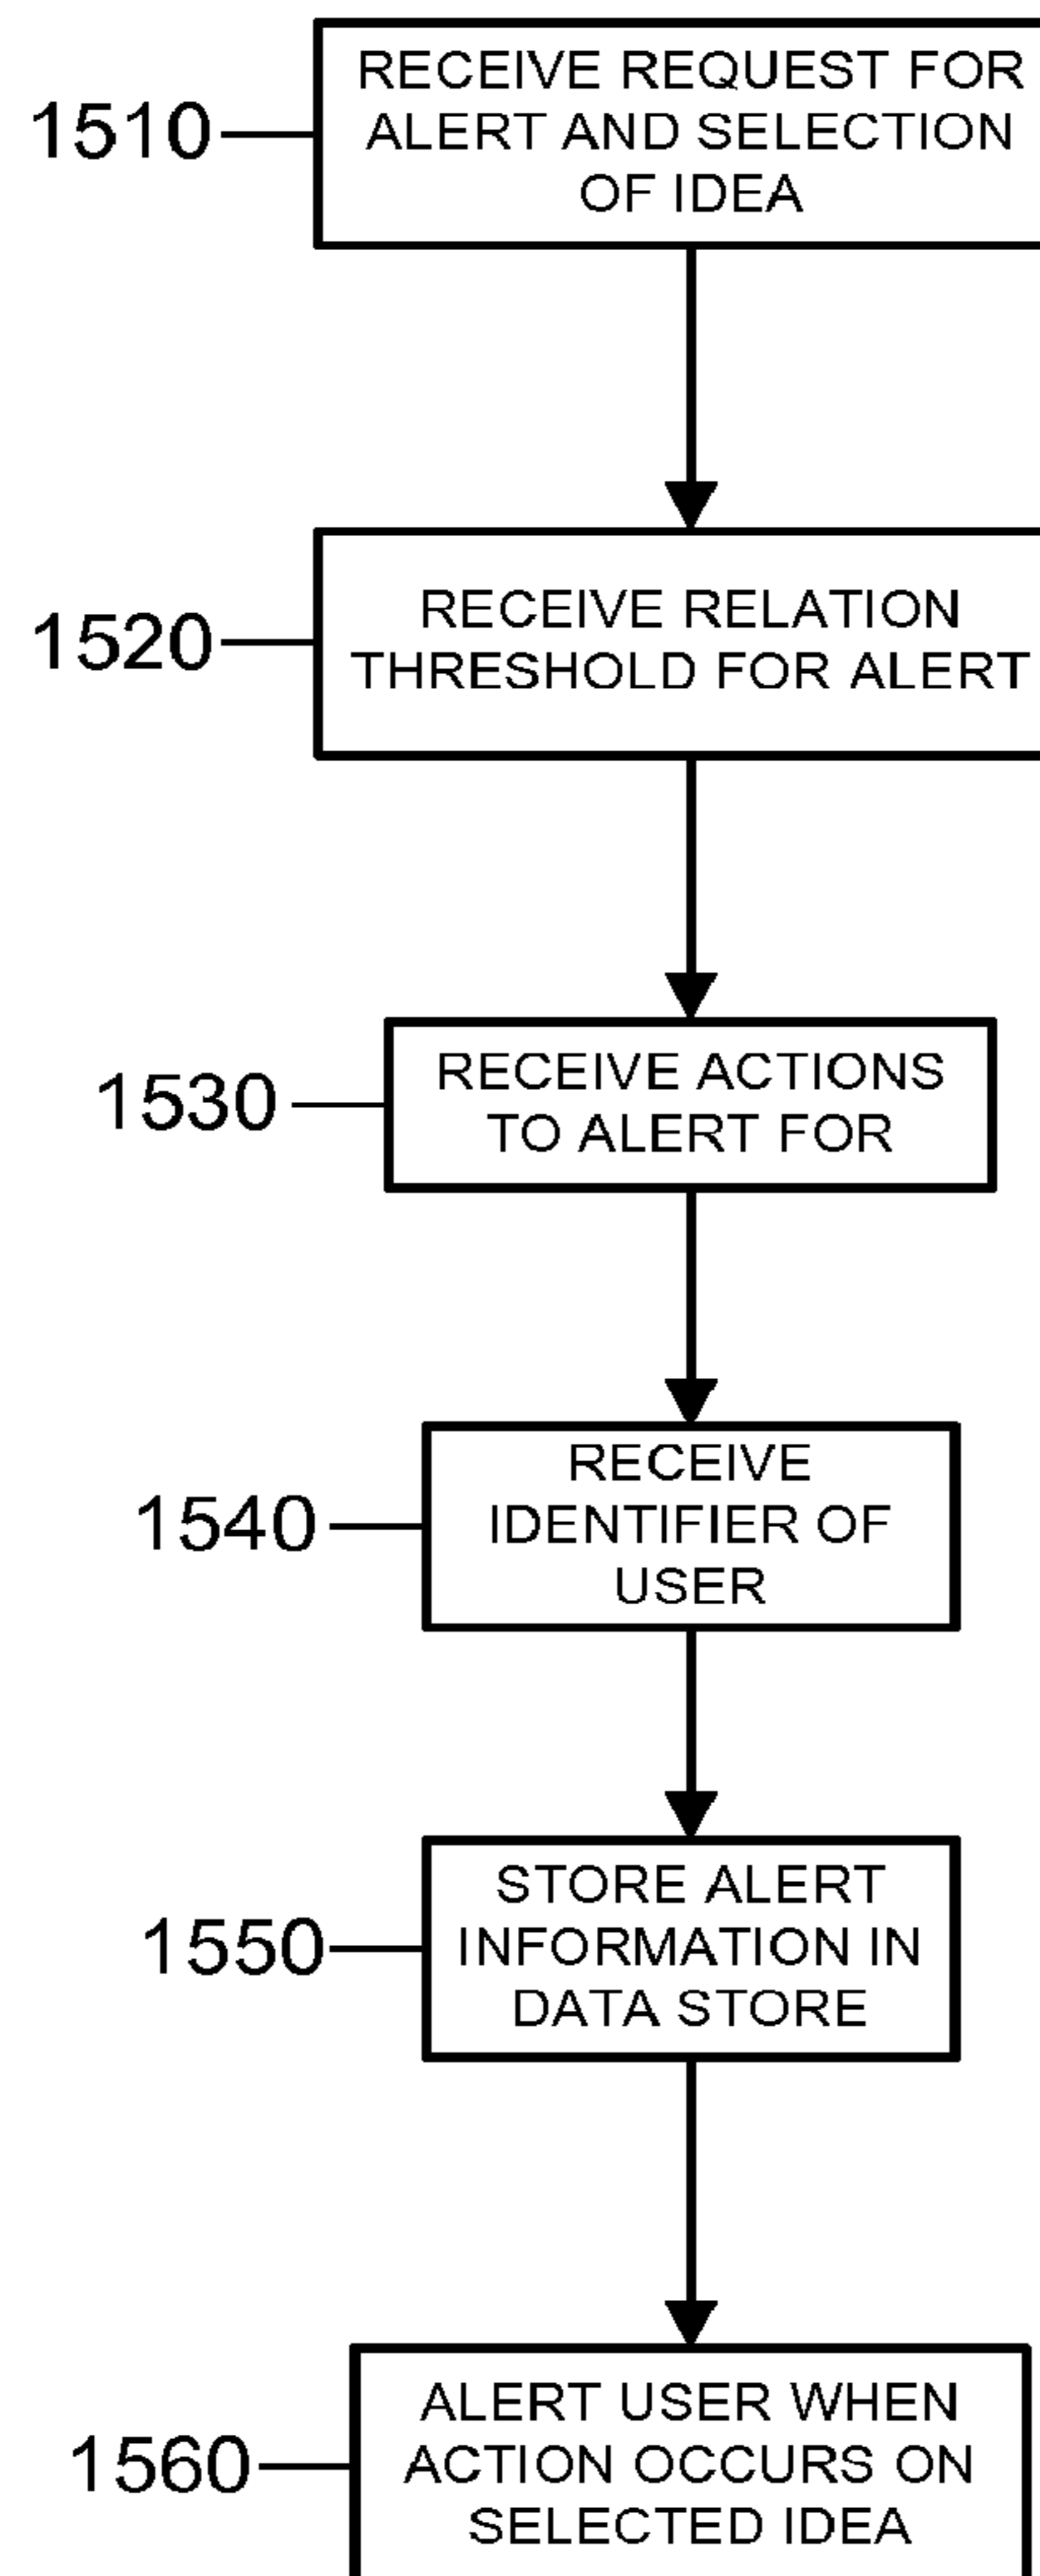 RECEIVE REQUEST FOR
1510
ALERT AND SELECTION
OF IDEA
RECEIVE RELATION
1520
THRESHOLD FOR ALERT
RECEIVE ACTIONS
1530
TO ALERT FOR
RECEIVE
1540
IDENTIFIER OF
USER
STORE ALERT
1550
INFORMATION IN
DATA STORE
ALERT USER WHEN
1560
ACTION OCCURS ON
SELECTED IDEA